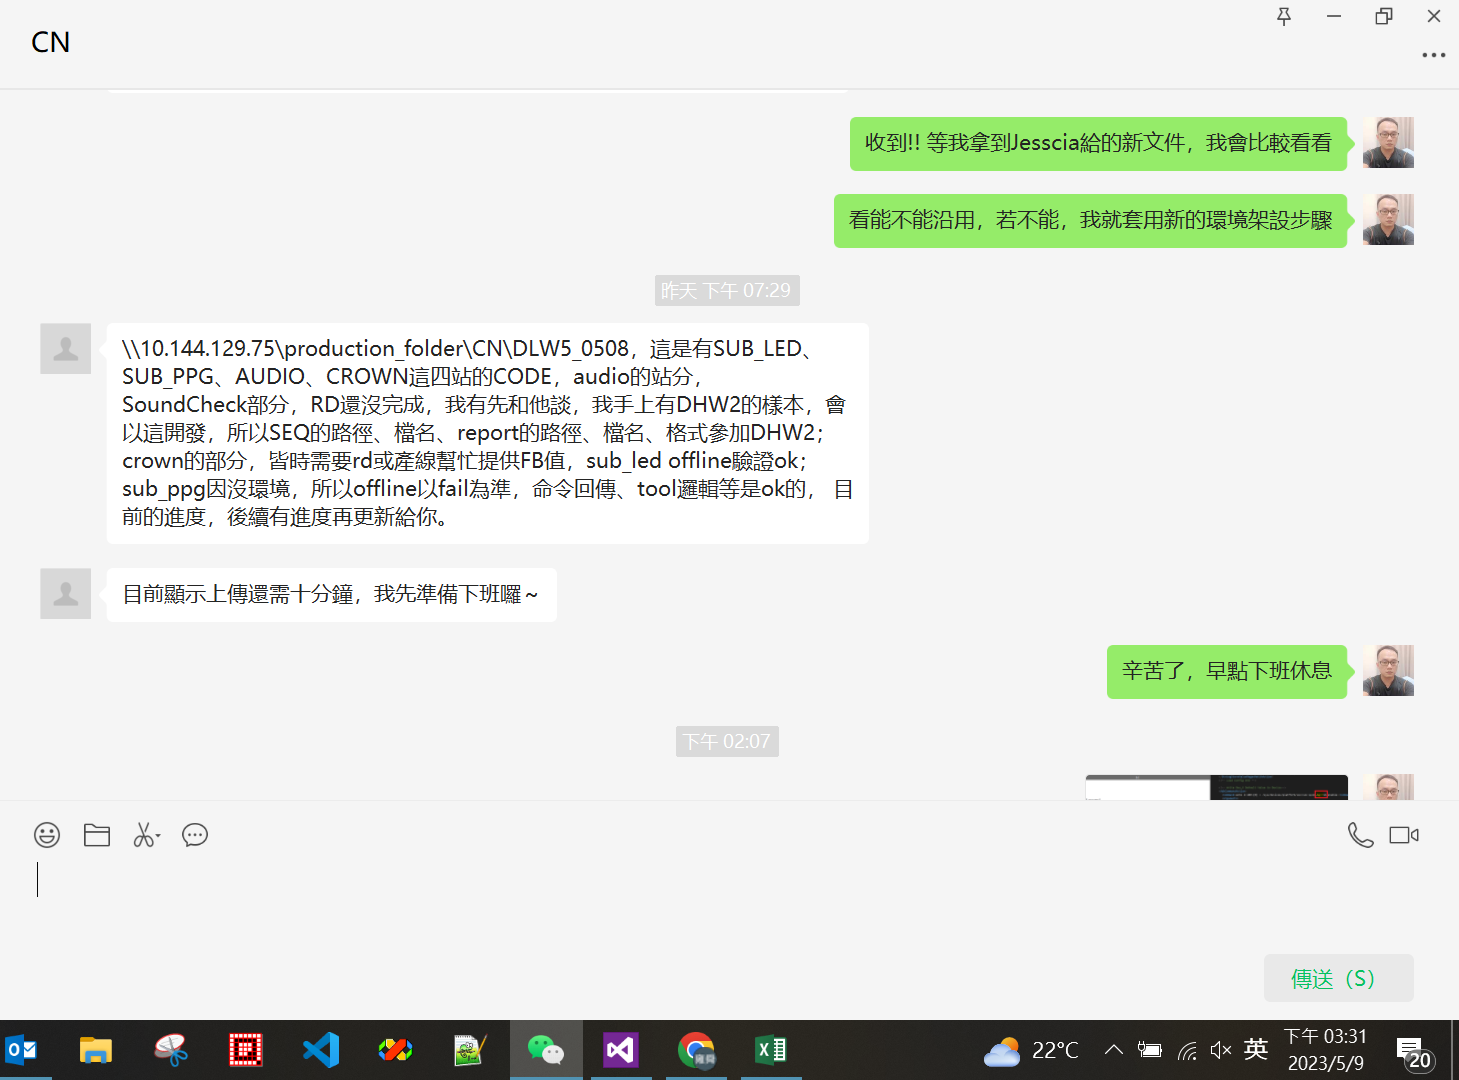 CN
收到!! 等我拿到Jesscia給的新文件，我會比較看看
看能不能沿用，若不能，我就套用新的環境架設步驟
昨天 下午 07:29
\\10.144.129.75\production_folder\CN\DLW5_0508，這是有SUB_LED、
SUB_PPG、AUDIO、CROWN這四站的CODE，audio的站分，
SoundCheck部分，RD還沒完成，我有先和他談，我手上有DHW2的樣本，會
以這開發，所以SEQ的路徑、檔名、report的路徑、檔名、格式參加DHW2；
crown的部分，皆時需要rd或產線幫忙提供FB值，sub_led offline驗證ok；
sub_ppg因沒環境，所以offline以fail為準，命令回傳、tool邏輯等是ok的， 目
前的進度，後續有進度再更新給你。
目前顯示上傳還需十分鐘，我先準備下班囉～
辛苦了，早點下班休息
下午 02:07
傳送（S）
22°C
英
下午 03:31
2023/5/9
20